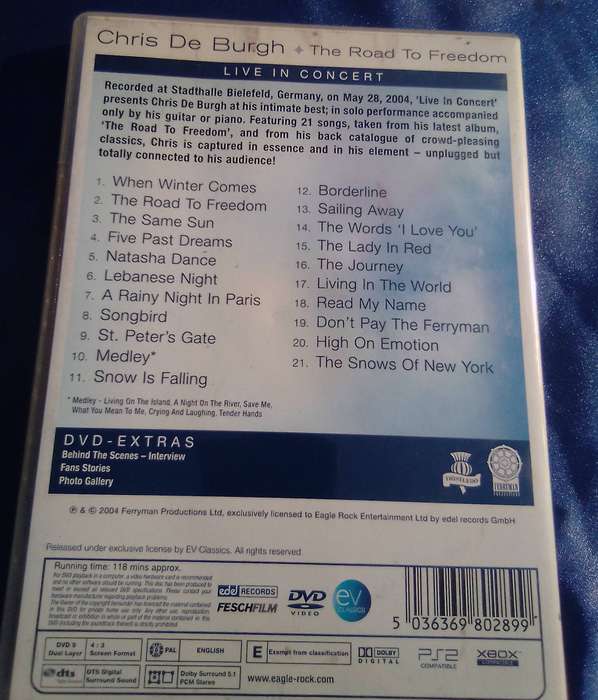 Chris De Burgh ✦ The Road To Freedom
LIVE IN CONCERT
Recorded at Stadthalle Bielefeld, Germany, on May 28, 2004, 'Live In Concert'
presents Chris De Burgh at his intimate best; in solo performance accompanied
only by his guitar or piano. Featuring 21 songs, taken from his latest album,
'The Road To Freedom', and from his back catalogue of crowd-pleasing
classics, Chris is captured in essence and in his element – unplugged but
totally connected to his audience!
1. When Winter Comes
2. The Road To Freedom
3. The Same Sun
4. Five Past Dreams
5. Natasha Dance
6. Lebanese Night
7. A Rainy Night In Paris
8. Songbird
9. St. Peter's Gate
10. Medley*
11. Snow Is Falling
12. Borderline
13. Sailing Away
14. The Words 'I Love You'
15. The Lady In Red
16. The Journey
17. Living In The World
18. Read My Name
19. Don't Pay The Ferryman
20. High On Emotion
21. The Snows Of New York
* Medley - Living On The Island, A Night On The River, Save Me,
What You Mean To Me, Crying And Laughing, Tender Hands
DVD-EXTRAS
Behind The Scenes – Interview
Fans Stories
Photo Gallery
FERRYMAN
℗ & © 2004 Ferryman Productions Ltd, exclusively licensed to Eagle Rock Entertainment Ltd by edel records GmbH
Released under exclusive license by EV Classics. All rights reserved
Running time: 118 mins approx.
edel RECORDS
FESCHFILM
DVD
VIDEO
ev
CLASSICS
5 036369 802899
DVD 9
Dual Layer
4 : 3
Screen Format
PAL
ENGLISH
E Exempt from classification
DOLBY
DIGITAL
PS2
COMPATIBLE
XBOX
COMPATIBLE
dts
DTS Digital
Surround Sound
Dolby Surround 5.1
PCM Stereo
www.eagle-rock.com